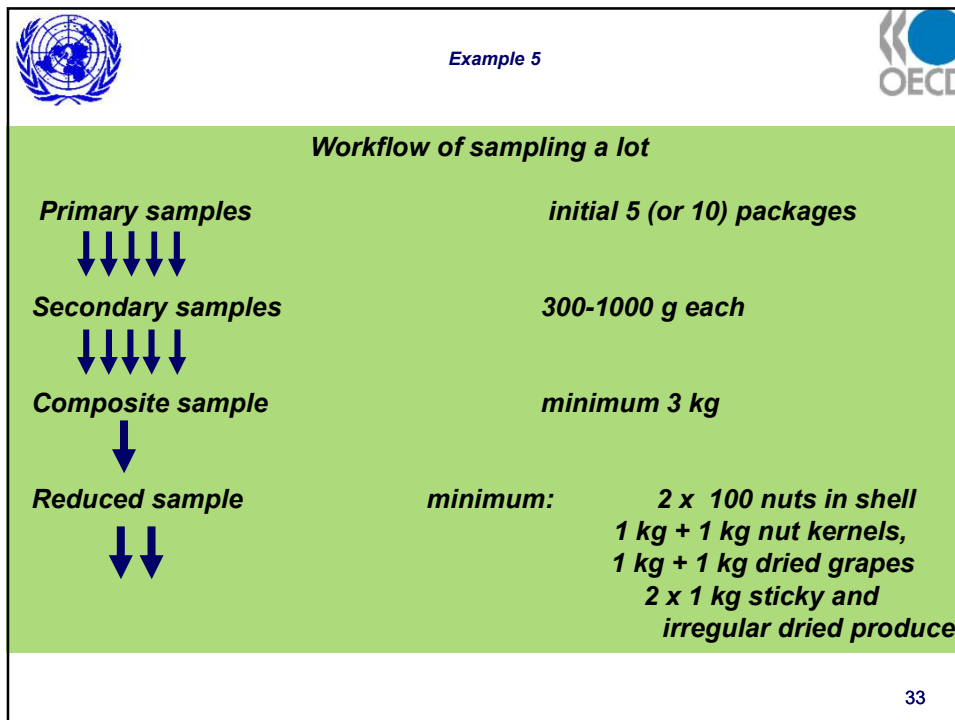 Example 5
OECD
Workflow of sampling a lot
Primary samples initial 5 (or 10) packages
Secondary samples 300-1000 g each
Composite sample minimum 3 kg
Reduced sample minimum: 2 x 100 nuts in shell
1 kg + 1 kg nut kernels,
1 kg + 1 kg dried grapes
2 x 1 kg sticky and
irregular dried produce
33